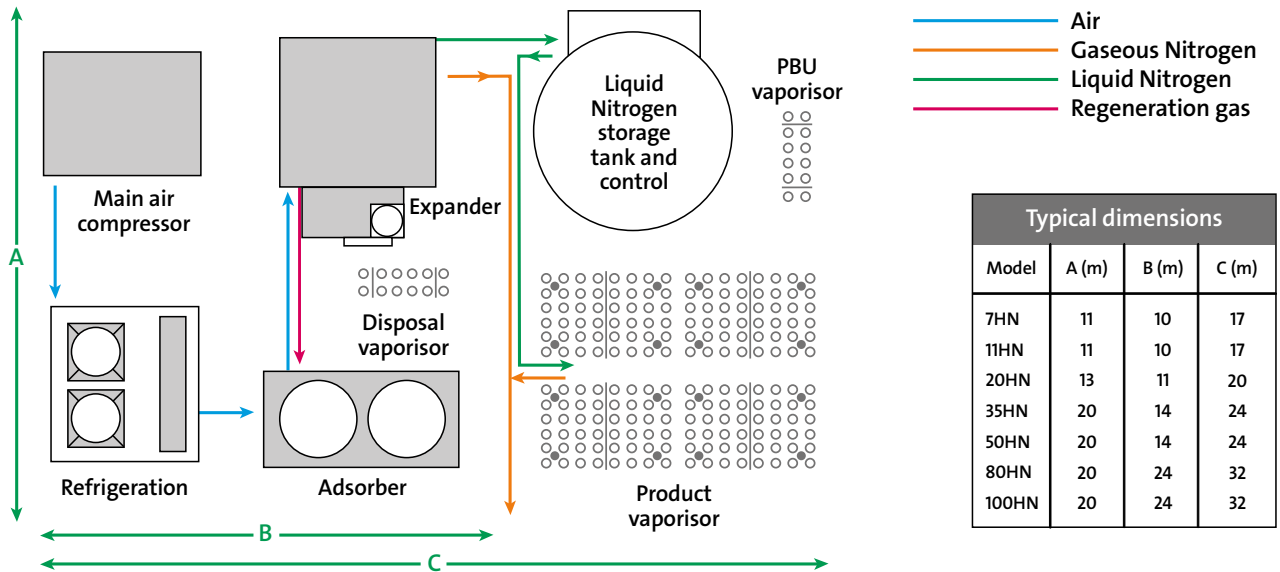 Air
Gaseous Nitrogen
Liquid Nitrogen
Regeneration gas
Main air
compressor
Expander
Liquid
Nitrogen
storage
tank and
control
PBU
vaporisor
A
Disposal
vaporisor
Refrigeration
Adsorber
Product
vaporisor
B
C
Typical dimensions
Model A (m) B (m) C (m)
7HN 11 10 17
11HN 11 10 17
20HN 13 11 20
35HN 20 14 24
50HN 20 14 24
80HN 20 24 32
100HN 20 24 32